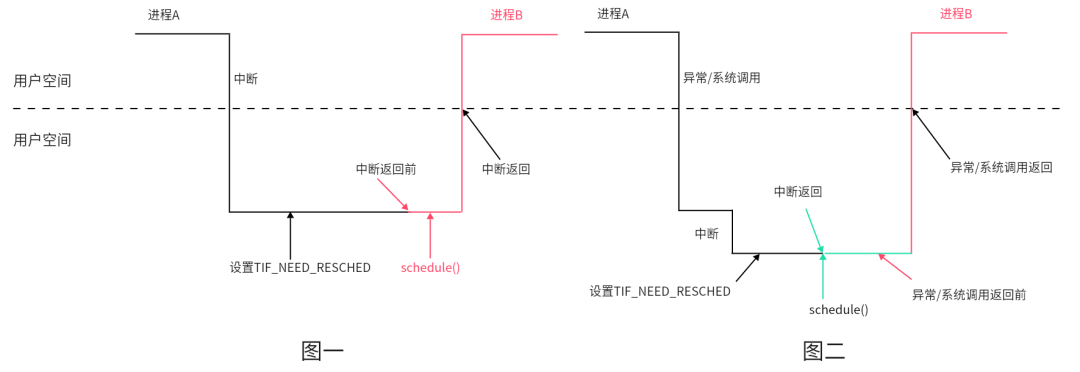 进程A
进程B
中断
用户空间
用户空间
中断返回前
中断返回
设置TIF_NEED_RESCHED
schedule()
图一
进程A
进程B
异常/系统调用
异常/系统调用返回
中断返回
中断
设置TIF_NEED_RESCHED
异常/系统调用返回前
schedule()
图二